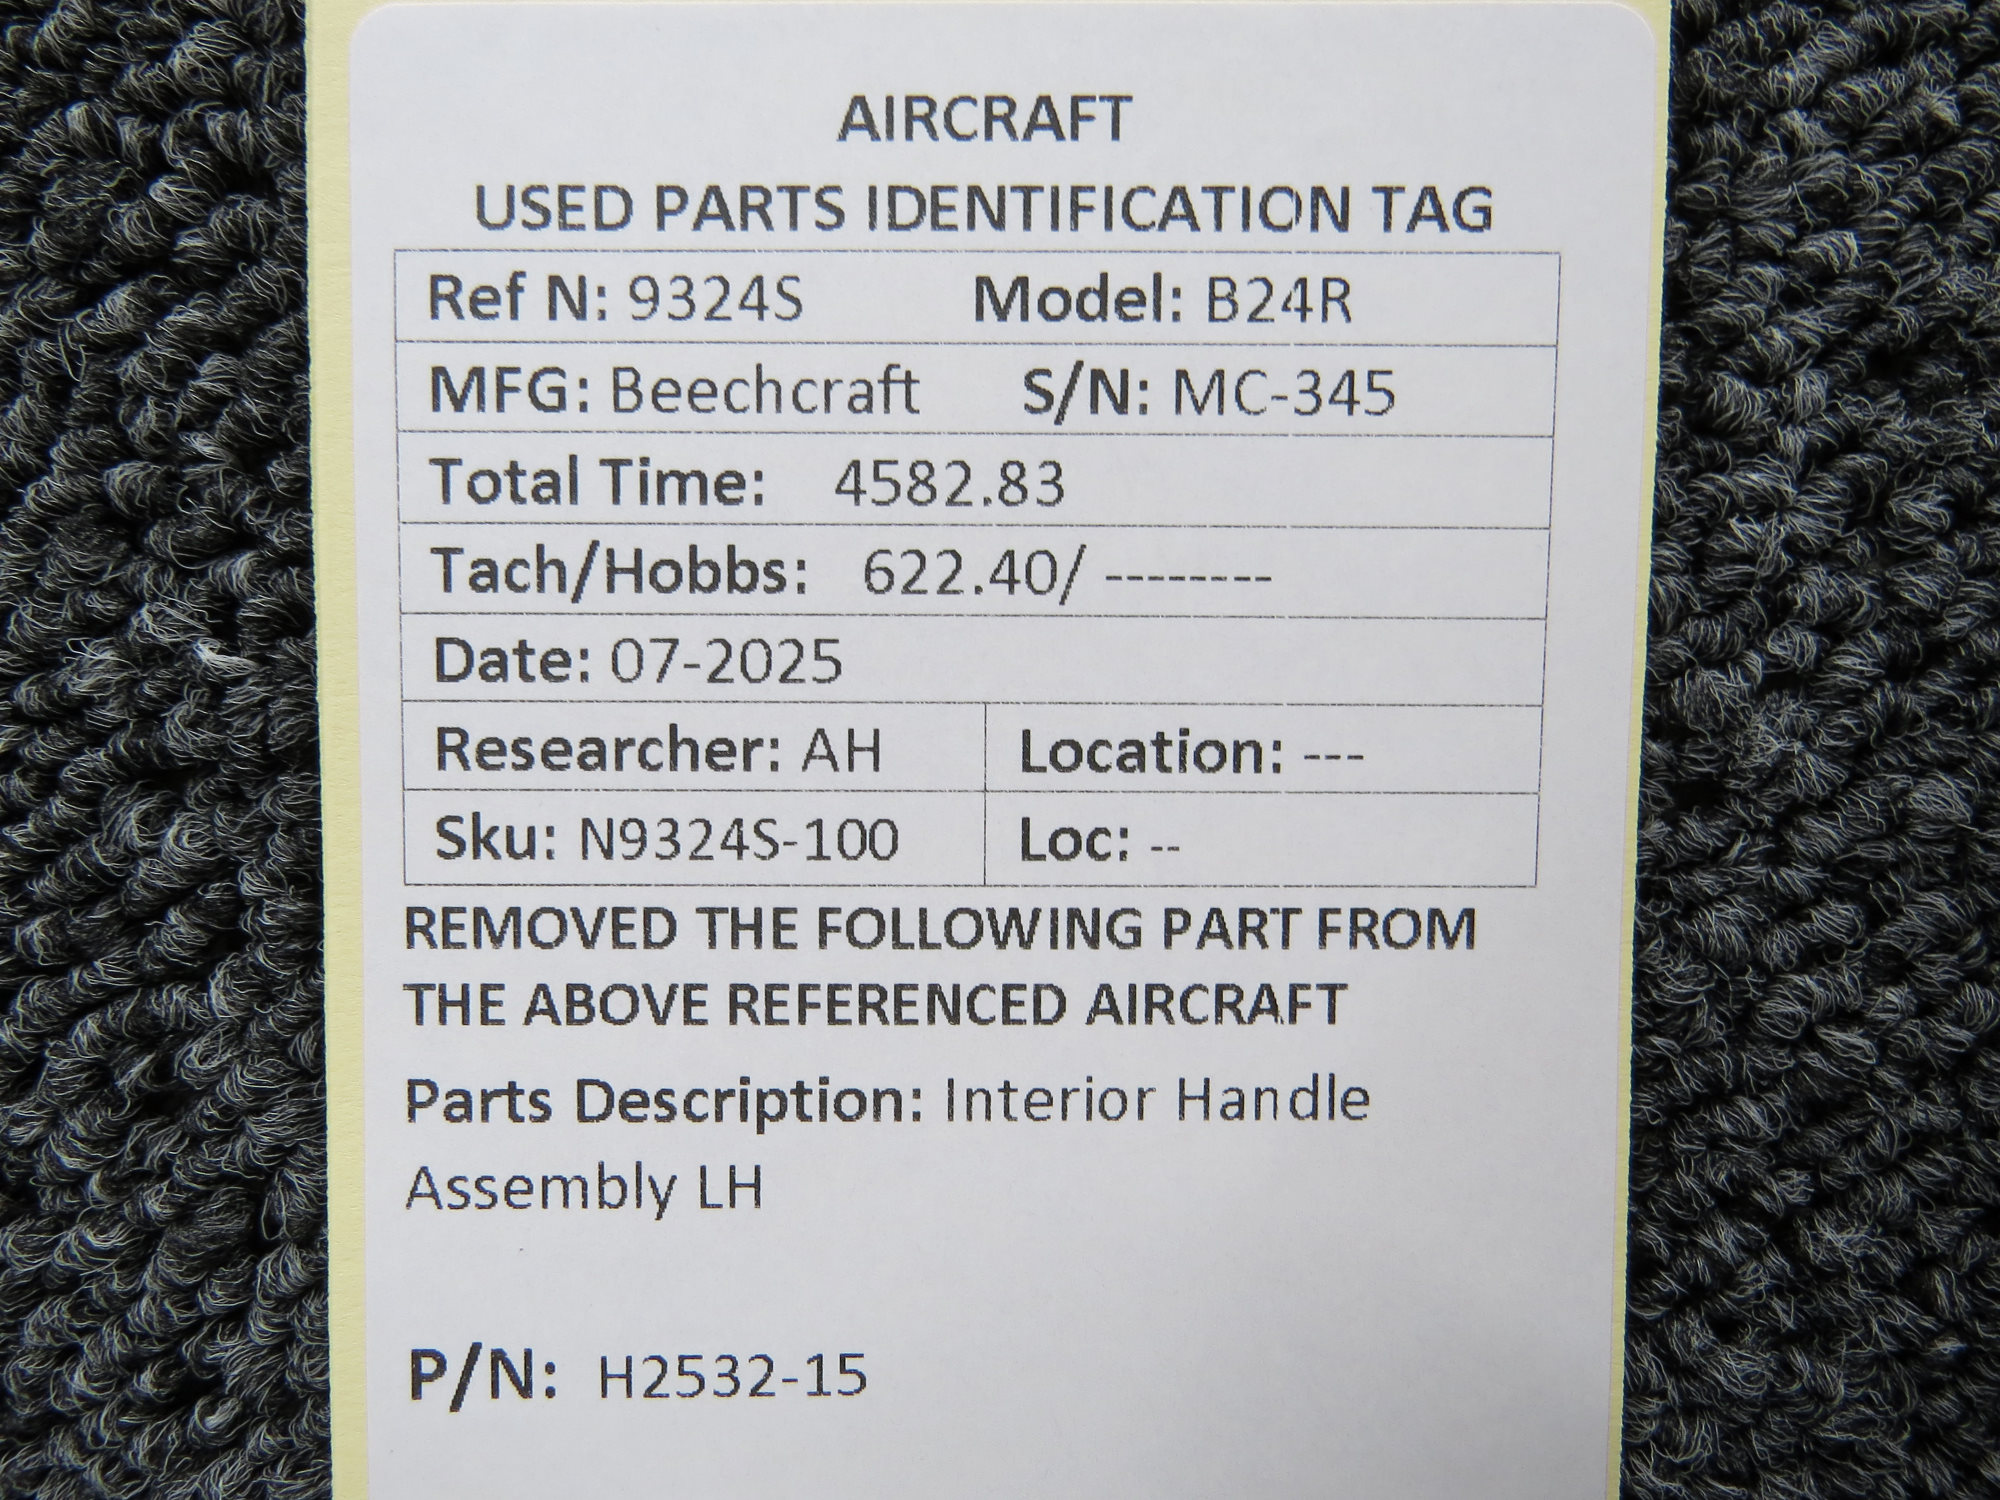 AIRCRAFT
USED PARTS IDENTIFICATION TAG
Ref N: 9324S Model: B24R
MFG: Beechcraft S/N: MC-345
Total Time: 4582.83
Tach/Hobbs: 622.40/ --------
Date: 07-2025
Researcher: AH Location: ---
Sku: N9324S-100 Loc: --
REMOVED THE FOLLOWING PART FROM
THE ABOVE REFERENCED AIRCRAFT
Parts Description: Interior Handle
Assembly LH
P/N: H2532-15